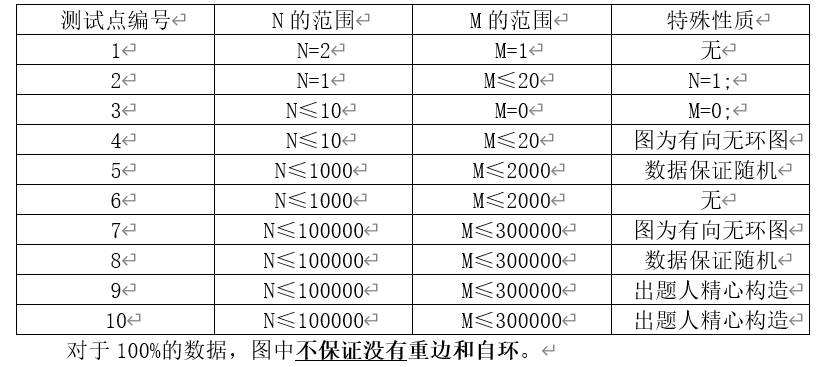 测试点编号 N 的范围 M 的范围 特殊性质
1 N=2 M=1 无
2 N=1 M≤20 N=1;
3 N≤10 M=0 M=0;
4 N≤10 M≤20 图为有向无环图
5 N≤1000 M≤2000 数据保证随机
6 N≤1000 M≤2000 无
7 N≤100000 M≤300000 图为有向无环图
8 N≤100000 M≤300000 数据保证随机
9 N≤100000 M≤300000 出题人精心构造
10 N≤100000 M≤300000 出题人精心构造
对于 100%的数据，图中不保证没有重边和自环。